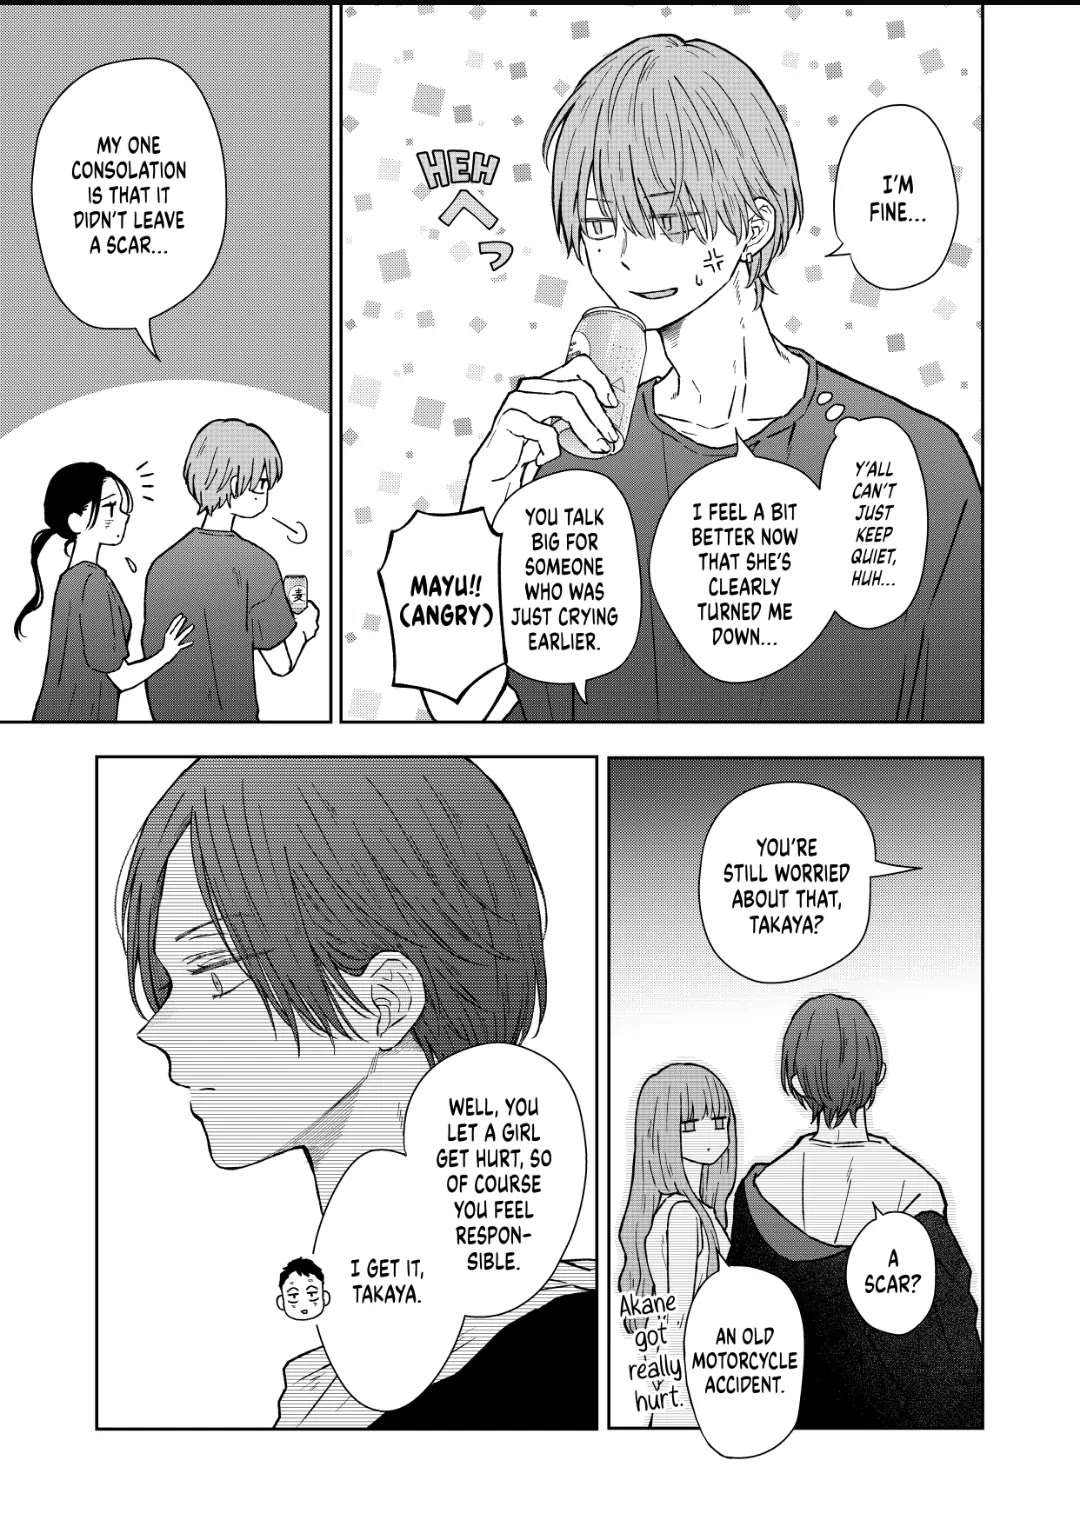 I'M
FINE...
HEH
へっ
Y'ALL
CAN'T
JUST
KEEP
QUIET,
HUH...
I FEEL A BIT
BETTER NOW
THAT SHE'S
CLEARLY
TURNED ME
DOWN...
YOU TALK
BIG FOR
SOMEONE
WHO WAS
JUST CRYING
EARLIER.
MAYU!!
(ANGRY)
MY ONE
CONSOLATION
IS THAT IT
DIDN'T LEAVE
A SCAR...
麦
YOU'RE
STILL WORRIED
ABOUT THAT,
TAKAYA?
A
SCAR?
AN OLD
MOTORCYCLE
ACCIDENT.
Akane
got
really
hurt.
WELL, YOU
LET A GIRL
GET HURT, SO
OF COURSE
YOU FEEL
RESPON-
SIBLE.
I GET IT,
TAKAYA.